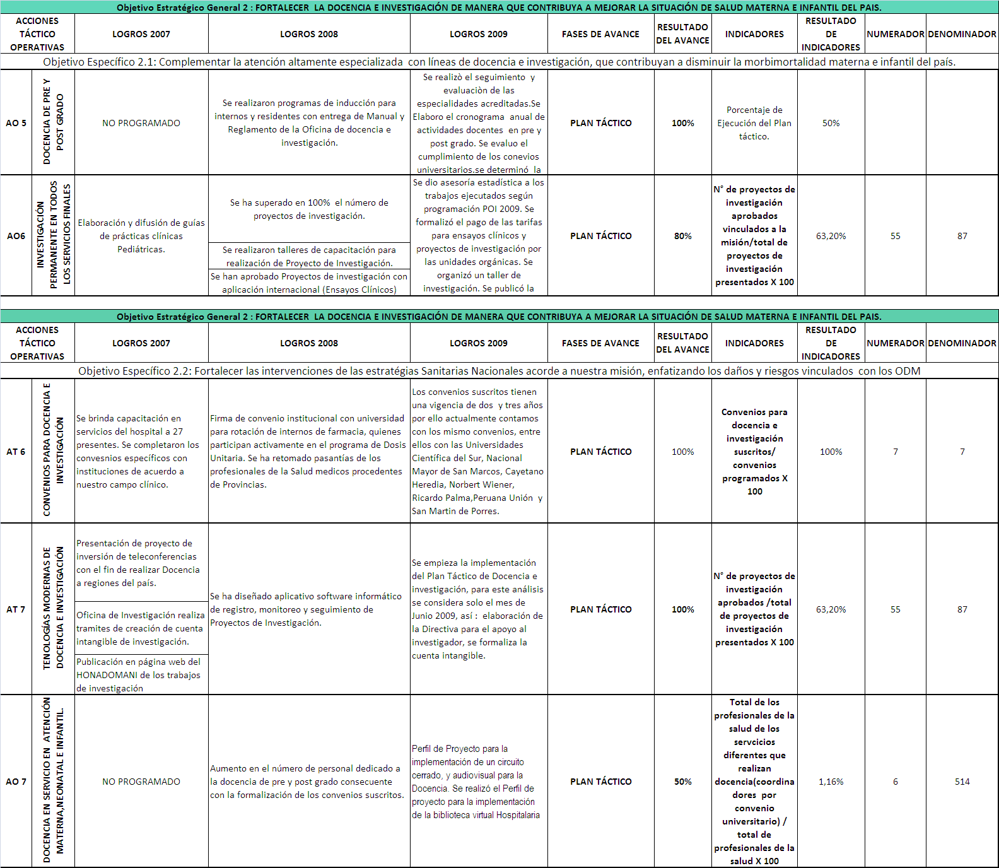 Objetivo Estratégico General 2 : FORTALECER LA DOCENCIA E INVESTIGACIÓN DE MANERA QUE CONTRIBUYA A MEJORAR LA SITUACIÓN DE SALUD MATERNA E INFANTIL DEL PAIS.
ACCIONES
TÁCTICO
OPERATIVAS
LOGROS 2007
LOGROS 2008
LOGROS 2009
FASES DE AVANCE
RESULTADO
DEL AVANCE
INDICADORES
RESULTADO
DE
INDICADORES
NUMERADOR
DENOMINADOR
Objetivo Específico 2.1: Complementar la atención altamente especializada con líneas de docencia e investigación, que contribuyan a disminuir la morbimortalidad materna e infantil del país.
AO 5
DOCENCIA DE PRE Y
POST GRADO
NO PROGRAMADO
Se realizaron programas de inducción para
internos y residentes con entrega de Manual y
Reglamento de la Oficina de docencia e
investigación.
Se realizò el seguimiento y
evaluaciòn de las
especialidades acreditadas.Se
Elaboro el cronograma anual de
actividades docentes en pre y
post grado. Se evaluo el
cumplimiento de los conevios
universitarios.se determinó la
PLAN TÁCTICO
100%
Porcentaje de
Ejecución del Plan
táctico.
50%
AO6
INVESTIGACIÓN
PERMANENTE EN TODOS
LOS SERVICIOS FINALES
Elaboración y difusión de guías
de prácticas clínicas
Pediátricas.
Se ha superado en 100% el número de
proyectos de investigación.
Se realizaron talleres de capacitación para
realización de Proyecto de Investigación.
Se han aprobado Proyectos de investigación con
aplicación internacional (Ensayos Clínicos)
Se dio asesoría estadística a los
trabajos ejecutados según
programación POI 2009. Se
formalizó el pago de las tarifas
para ensayos clínicos y
proyectos de investigación por
las unidades orgánicas. Se
organizó un taller de
investigación. Se publicó la
PLAN TÁCTICO
80%
N° de proyectos de
investigación
aprobados
vinculados a la
misión/total de
proyectos de
investigación
presentados X 100
63,20%
55
87
Objetivo Estratégico General 2 : FORTALECER LA DOCENCIA E INVESTIGACIÓN DE MANERA QUE CONTRIBUYA A MEJORAR LA SITUACIÓN DE SALUD MATERNA E INFANTIL DEL PAIS.
ACCIONES
TÁCTICO
OPERATIVAS
LOGROS 2007
LOGROS 2008
LOGROS 2009
FASES DE AVANCE
RESULTADO
DEL AVANCE
INDICADORES
RESULTADO
DE
INDICADORES
NUMERADOR
DENOMINADOR
Objetivo Específico 2.2: Fortalecer las intervenciones de las estratégias Sanitarias Nacionales acorde a nuestra misión, enfatizando los daños y riesgos vinculados con los ODM
AT 6
CONVENIOS PARA DOCENCIA E
INVESTIGACIÓN
Se brinda capacitación en
servicios del hospital a 27
presentes. Se completaron los
convesnios específicos con
instituciones de acuerdo a
nuestro campo clínico.
Firma de convenio institucional con universidad
para rotación de internos de farmacia, quienes
participan activamente en el programa de Dosis
Unitaria. Se ha retomado pasantías de los
profesionales de la Salud medicos procedentes
de Provincias.
Los convenios suscritos tienen
una vigencia de dos y tres años
por ello actualmente contamos
con los mismo convenios, entre
ellos con las Universidades
Científica del Sur, Nacional
Mayor de San Marcos, Cayetano
Heredia, Norbert Wiener,
Ricardo Palma,Peruana Unión y
San Martin de Porres.
PLAN TÁCTICO
100%
Convenios para
docencia e
investigación
suscritos/
convenios
programados X
100
100%
7
7
AT 7
TENOLOGÍAS MODERNAS DE
DOCENCIA E INVESTIGACIÓN
Presentación de proyecto de
inversión de teleconferencias
con el fin de realizar Docencia
a regiones del país.
Oficina de Investigación realiza
tramites de creación de cuenta
intangible de investigación.
Publicación en página web del
HONADOMANI de los trabajos
de investigación
Se ha diseñado aplicativo software informático
de registro, monitoreo y seguimiento de
Proyectos de Investigación.
Se empieza la implementación
del Plan Táctico de Docencia e
investigación, para este análisis
se considera solo el mes de
Junio 2009, así : elaboración de
la Directiva para el apoyo al
investigador, se formaliza la
cuenta intangible.
PLAN TÁCTICO
100%
N° de proyectos de
investigación
aprobados /total
de proyectos de
investigación
presentados X 100
63,20%
55
87
AO 7
DOCENCIA EN SERVICIO EN ATENCIÓN
MATERNA,NEONATAL E INFANTIL.
NO PROGRAMADO
Aumento en el número de personal dedicado a
la docencia de pre y post grado consecuente
con la formalización de los convenios suscritos.
Perfil de Proyecto para la
implementación de un circuito
cerrado, y audiovisual para la
Docencia. Se realizó el Perfil de
proyecto para la implementación
de la biblioteca virtual Hospitalaria
PLAN TÁCTICO
50%
Total de los
profesionales de la
salud de los
servcicios
diferentes que
realizan
docencia(coordina
dores por
convenio
universitario) /
total de
profesionales de la
salud X 100
1,16%
6
514